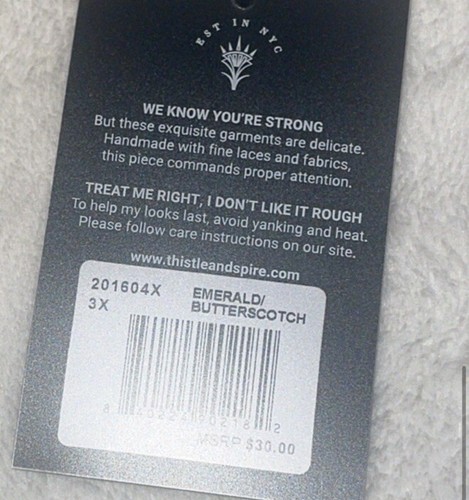 EST IN NYC
WE KNOW YOU'RE STRONG
But these exquisite garments are delicate.
Handmade with fine laces and fabrics,
this piece commands proper attention.
TREAT ME RIGHT, I DON'T LIKE IT ROUGH
To help my looks last, avoid yanking and heat.
Please follow care instructions on our site.
www.thistleandspire.com
201604X EMERALD/
3X BUTTERSCOTCH
MSRP $30.00